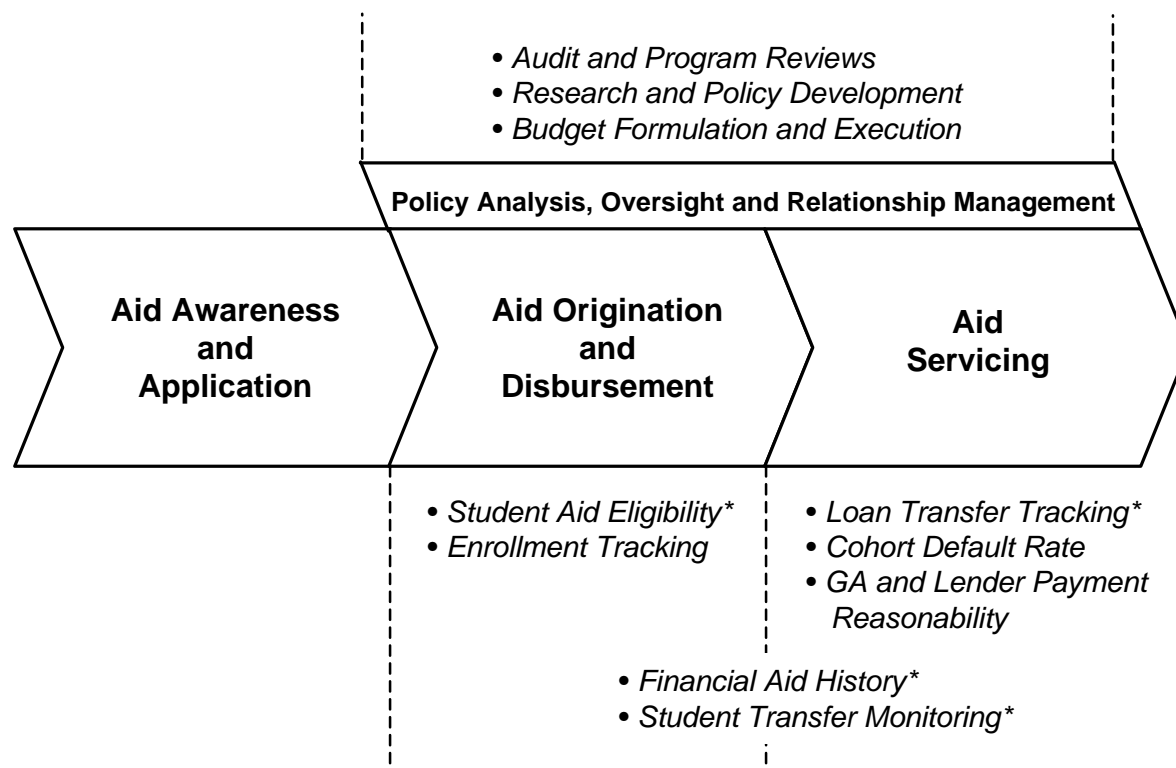 • Audit and Program Reviews
• Research and Policy Development
• Budget Formulation and Execution
Policy Analysis, Oversight and Relationship Management
Aid Awareness
and
Application
Aid Origination
and
Disbursement
Aid
Servicing
• Student Aid Eligibility*
• Enrollment Tracking
• Loan Transfer Tracking*
• Cohort Default Rate
• GA and Lender Payment
Reasonability
• Financial Aid History*
• Student Transfer Monitoring*